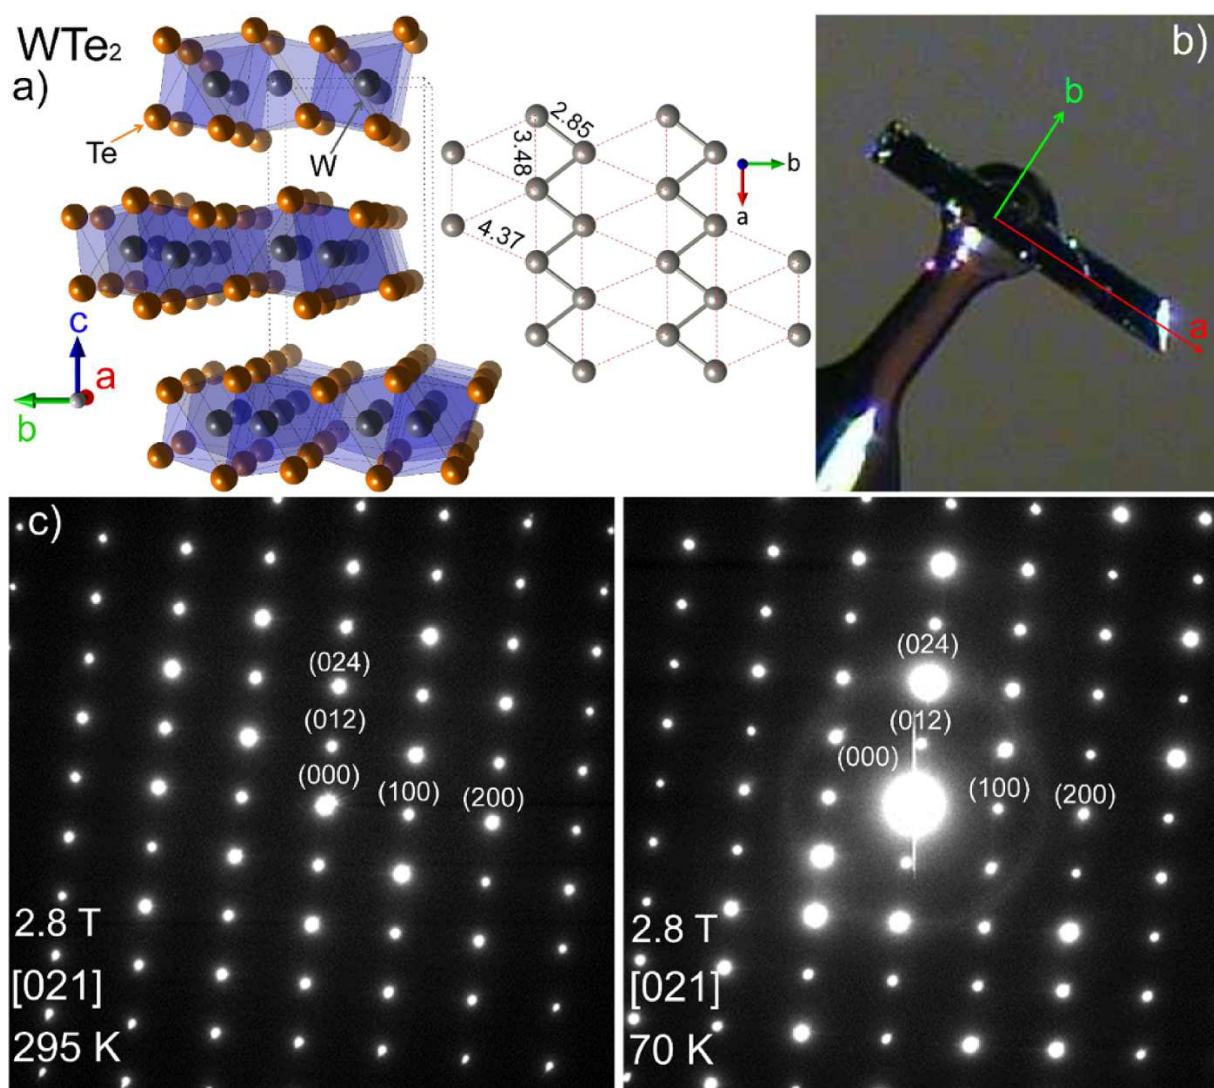 WTe2
a)
Te
W
c
a
b
2.85
3.48
4.37
b
a
b)
b
a
c)
(024)
(012)
(000)
(100)
(200)
2.8 T
[021]
295 K
(024)
(012)
(000)
(100)
(200)
2.8 T
[021]
70 K